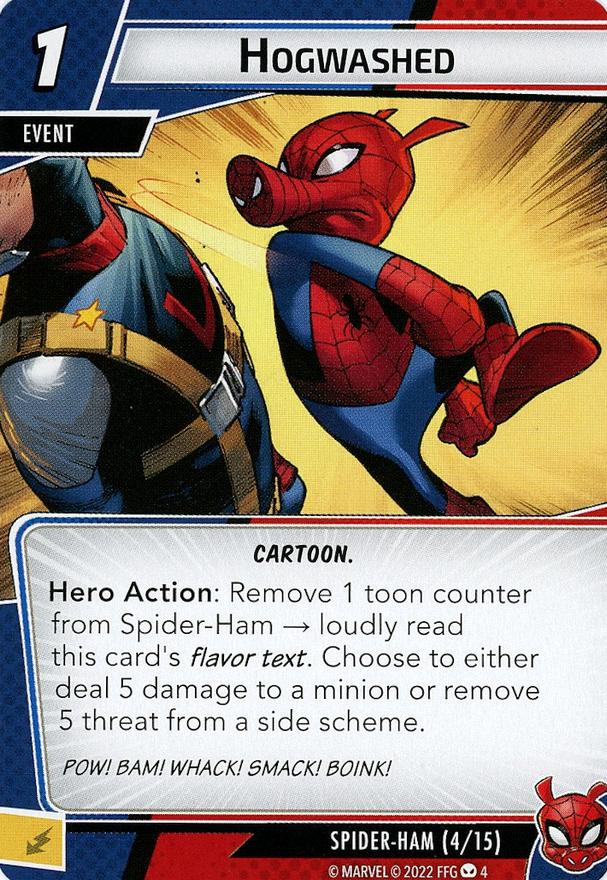 1
HOGWASHED
EVENT
CARTOON.
Hero Action: Remove 1 toon counter
from Spider-Ham → loudly read
this card's flavor text. Choose to either
deal 5 damage to a minion or remove
5 threat from a side scheme.
POW! BAM! WHACK! SMACK! BOINK!
SPIDER-HAM (4/15)
© MARVEL © 2022 FFG 4